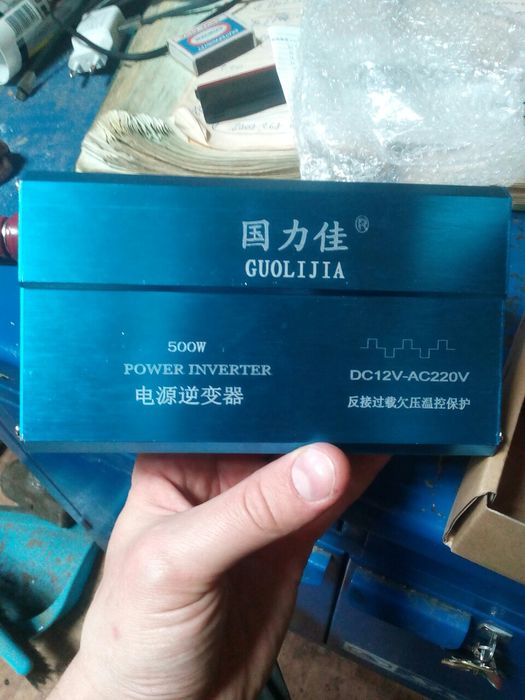 国力佳®
GUOLIJIA
500W
POWER INVERTER
电源逆变器
DC12V-AC220V
反接过载欠压温控保护